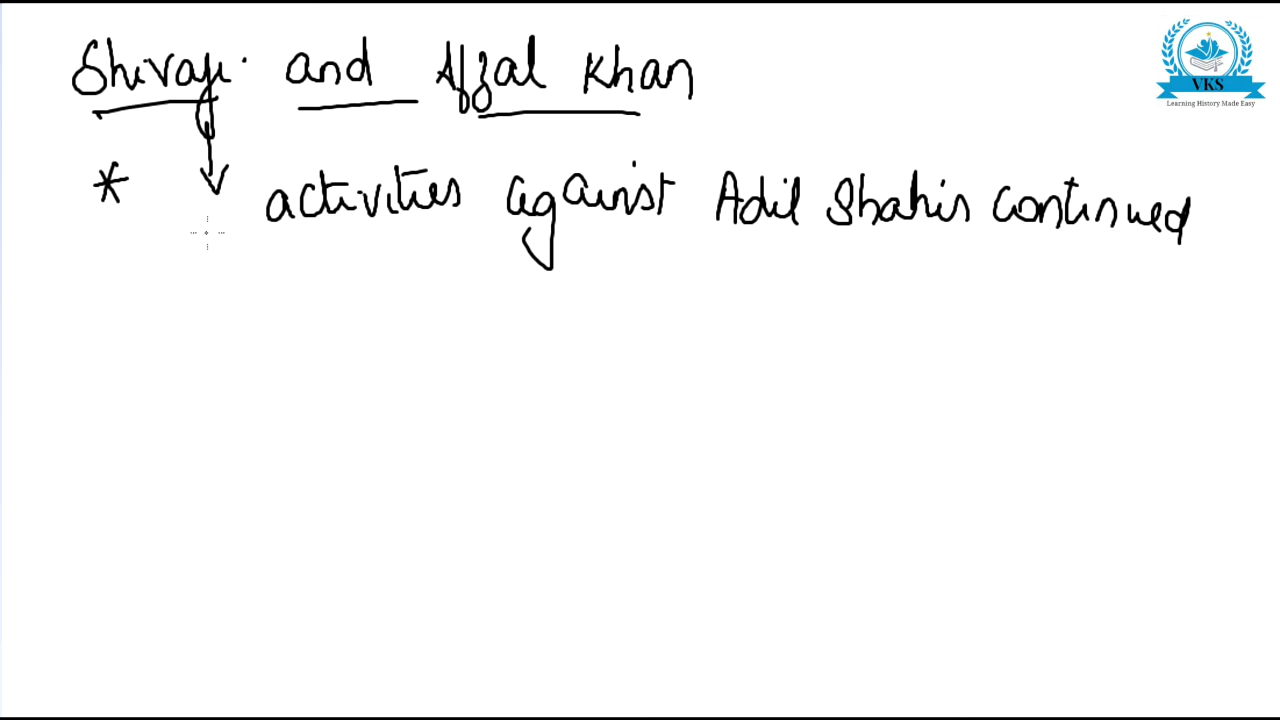 Shivaji and Afzal Khan
* activities against Adil Shahis continued
VKS
Learning History Made Easy